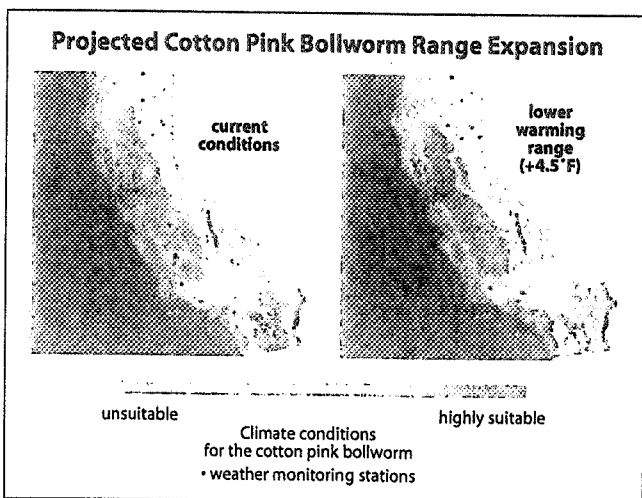 Projected Cotton Pink Bollworm Range Expansion
current
conditions
lower
warming
range
(+4.5°F)
unsuitable
highly suitable
Climate conditions
for the cotton pink bollworm
• weather monitoring stations